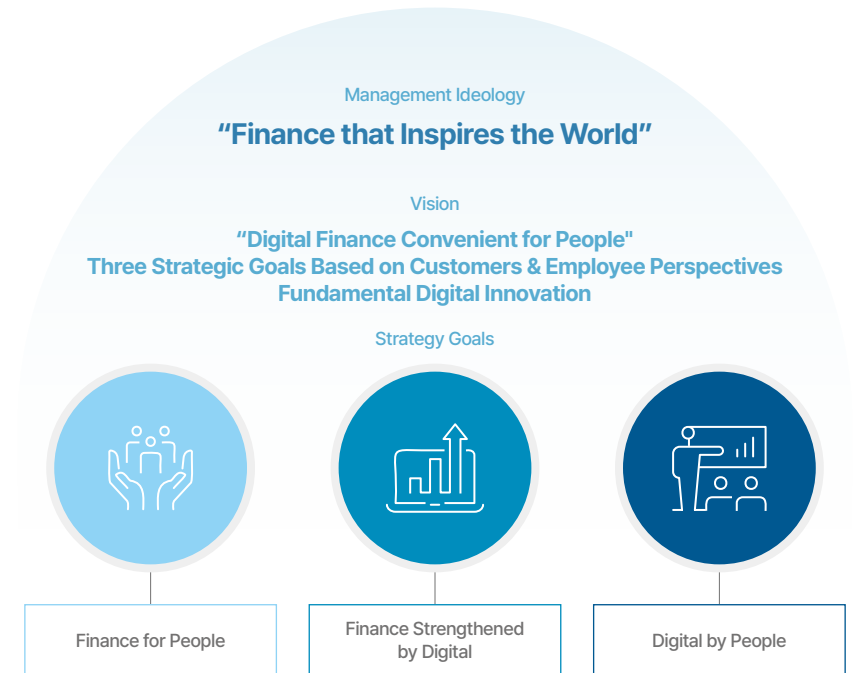 Management Ideology
“Finance that Inspires the World”
Vision
“Digital Finance Convenient for People"
Three Strategic Goals Based on Customers & Employee Perspectives
Fundamental Digital Innovation
Strategy Goals
Finance for People
Finance Strengthened
by Digital
Digital by People